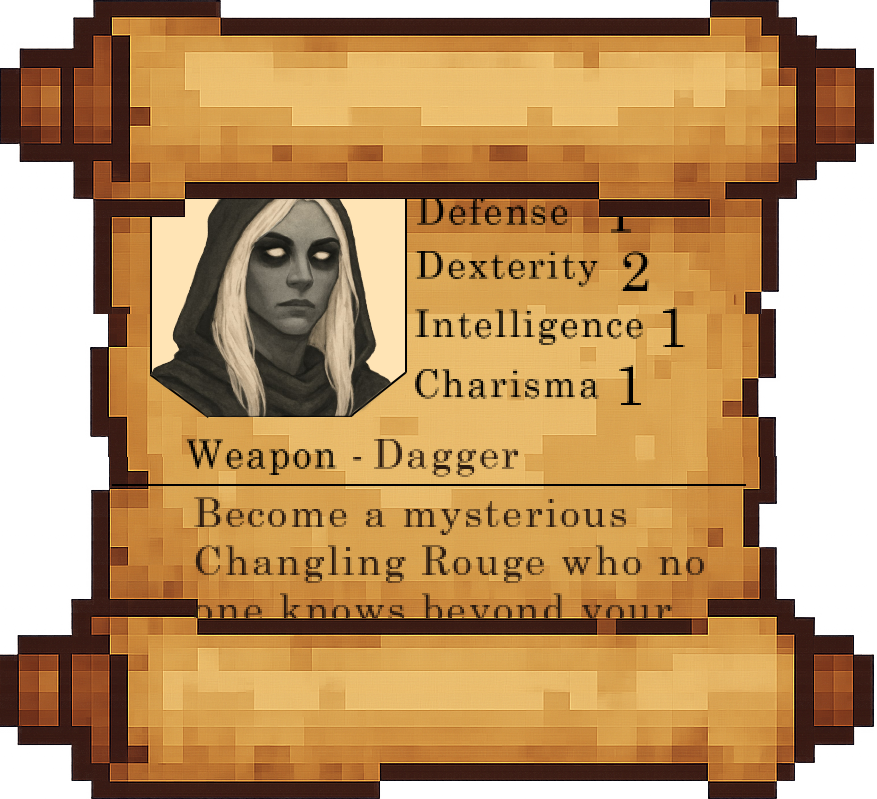 Defense 1
Dexterity 2
Intelligence 1
Charisma 1
Weapon - Dagger
Become a mysterious
Changling Rouge who no
one knows beyond your